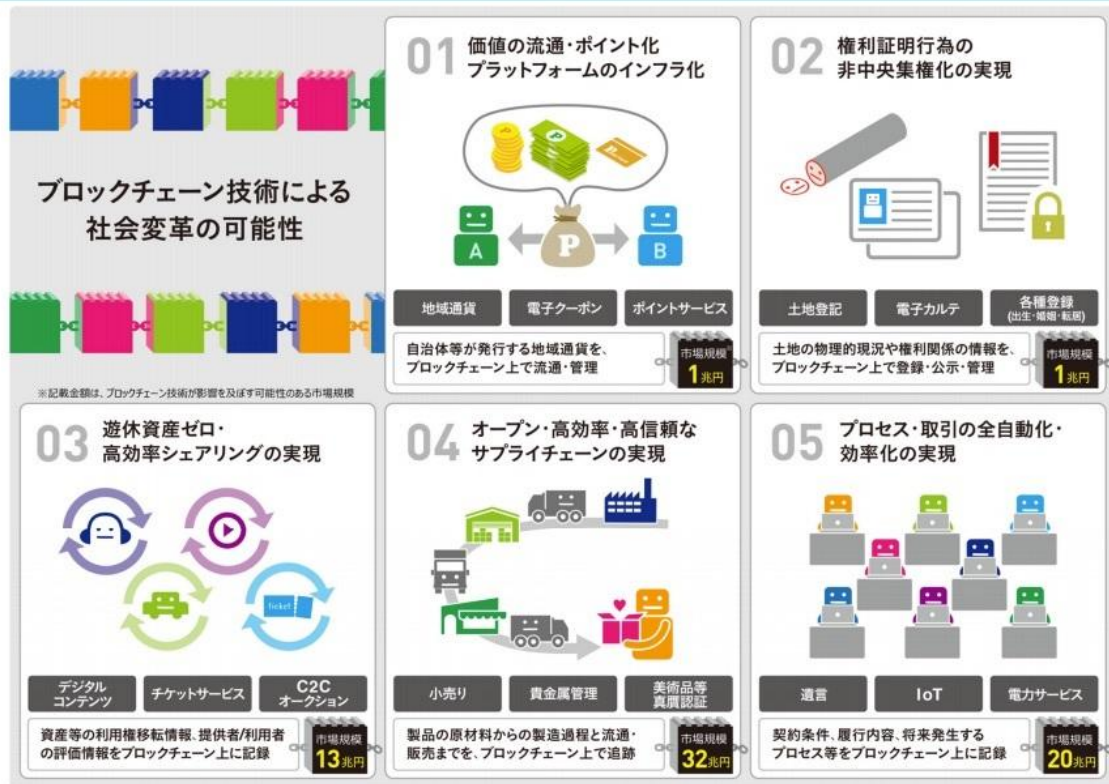 ブロックチェーン技術による
社会変革の可能性
※記載金額は、ブロックチェーン技術が影響を及ぼす可能性のある市場規模
01
価値の流通・ポイント化
プラットフォームのインフラ化
P
P
P
A
B
地域通貨
電子クーポン
ポイントサービス
自治体等が発行する地域通貨を、
ブロックチェーン上で流通・管理
市場規模
1兆円
02
権利証明行為の
非中央集権化の実現
土地登記
電子カルテ
各種登録
(出生・婚姻・転居)
土地の物理的現況や権利関係の情報を、
ブロックチェーン上で登録・公示・管理
市場規模
1兆円
03
遊休資産ゼロ・
高効率シェアリングの実現
ticket
デジタル
コンテンツ
チケットサービス
C2C
オークション
資産等の利用権移転情報、提供者/利用者
の評価情報をブロックチェーン上に記録
市場規模
13兆円
04
オープン・高効率・高信頼な
サプライチェーンの実現
小売り
貴金属管理
美術品等
真贋認証
製品の原材料からの製造過程と流通・
販売までを、ブロックチェーン上で追跡
市場規模
32兆円
05
プロセス・取引の全自動化・
効率化の実現
遺言
IoT
電力サービス
契約条件、履行内容、将来発生する
プロセス等をブロックチェーン上に記録
市場規模
20兆円